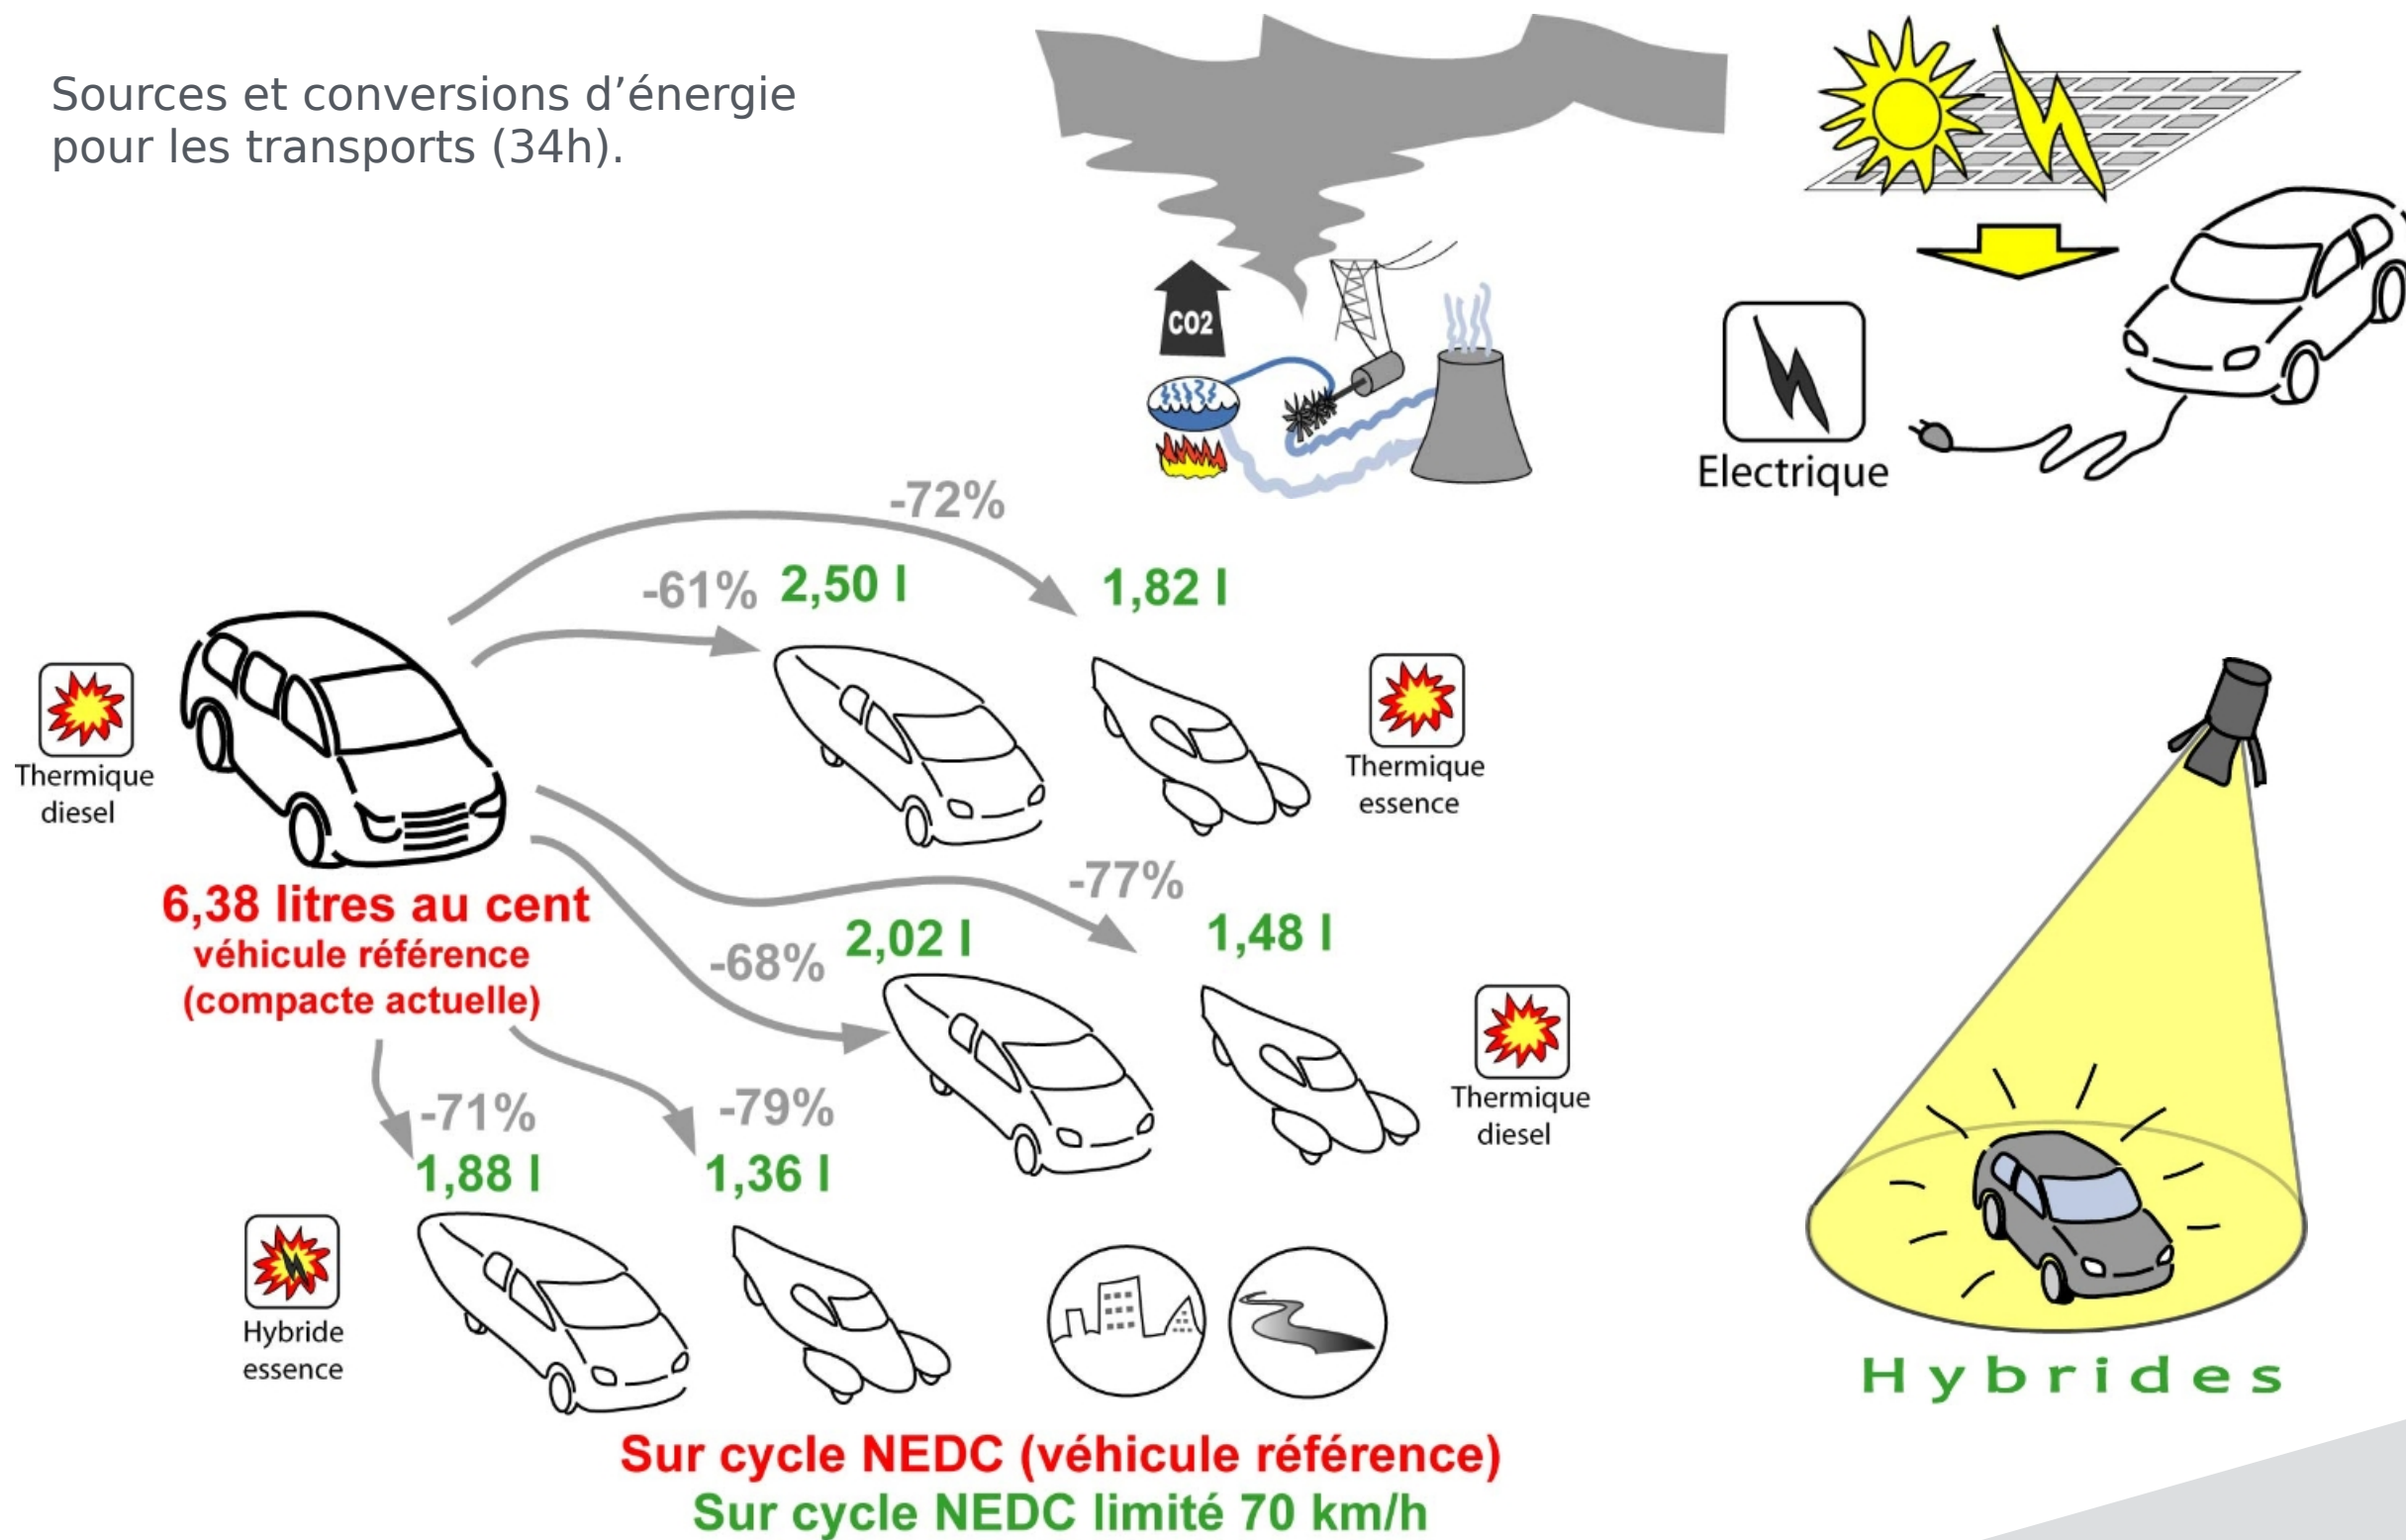 Sources et conversions d’énergie
pour les transports (34h).
CO2
Electrique
-72%
-61% 2,50 l
1,82 l
Thermique
diesel
Thermique
essence
6,38 litres au cent
véhicule référence
(compacte actuelle)
-77%
1,48 l
-68% 2,02 l
Thermique
diesel
-71%
1,88 l
-79%
1,36 l
Hybride
essence
Hybrides
Sur cycle NEDC (véhicule référence)
Sur cycle NEDC limité 70 km/h